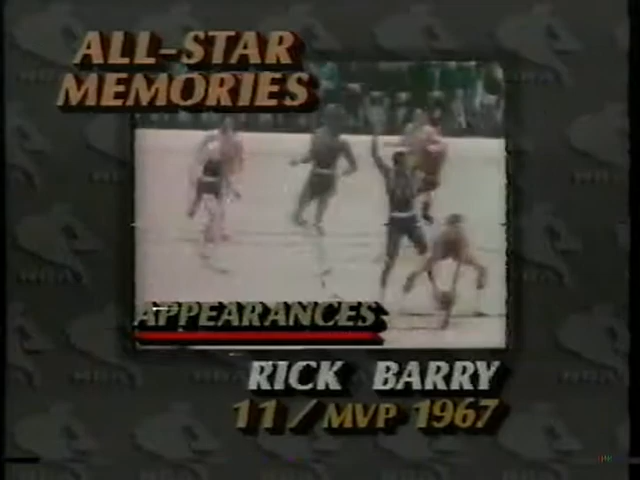 ALL-STAR
MEMORIES
APPEARANCES
RICK BARRY
11/MVP 1967